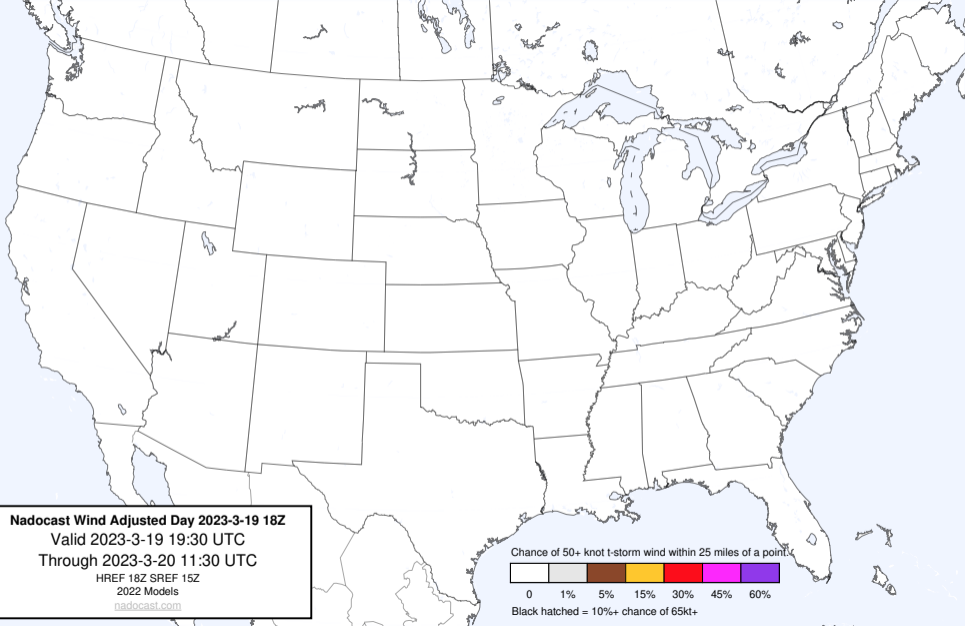 Nadocast Wind Adjusted Day 2023-3-19 18Z
Valid 2023-3-19 19:30 UTC
Through 2023-3-20 11:30 UTC
HREF 18Z SREF 15Z
2022 Models
nadocast.com
Chance of 50+ knot t-storm wind within 25 miles of a point.
0 1% 5% 15% 30% 45% 60%
Black hatched = 10%+ chance of 65kt+